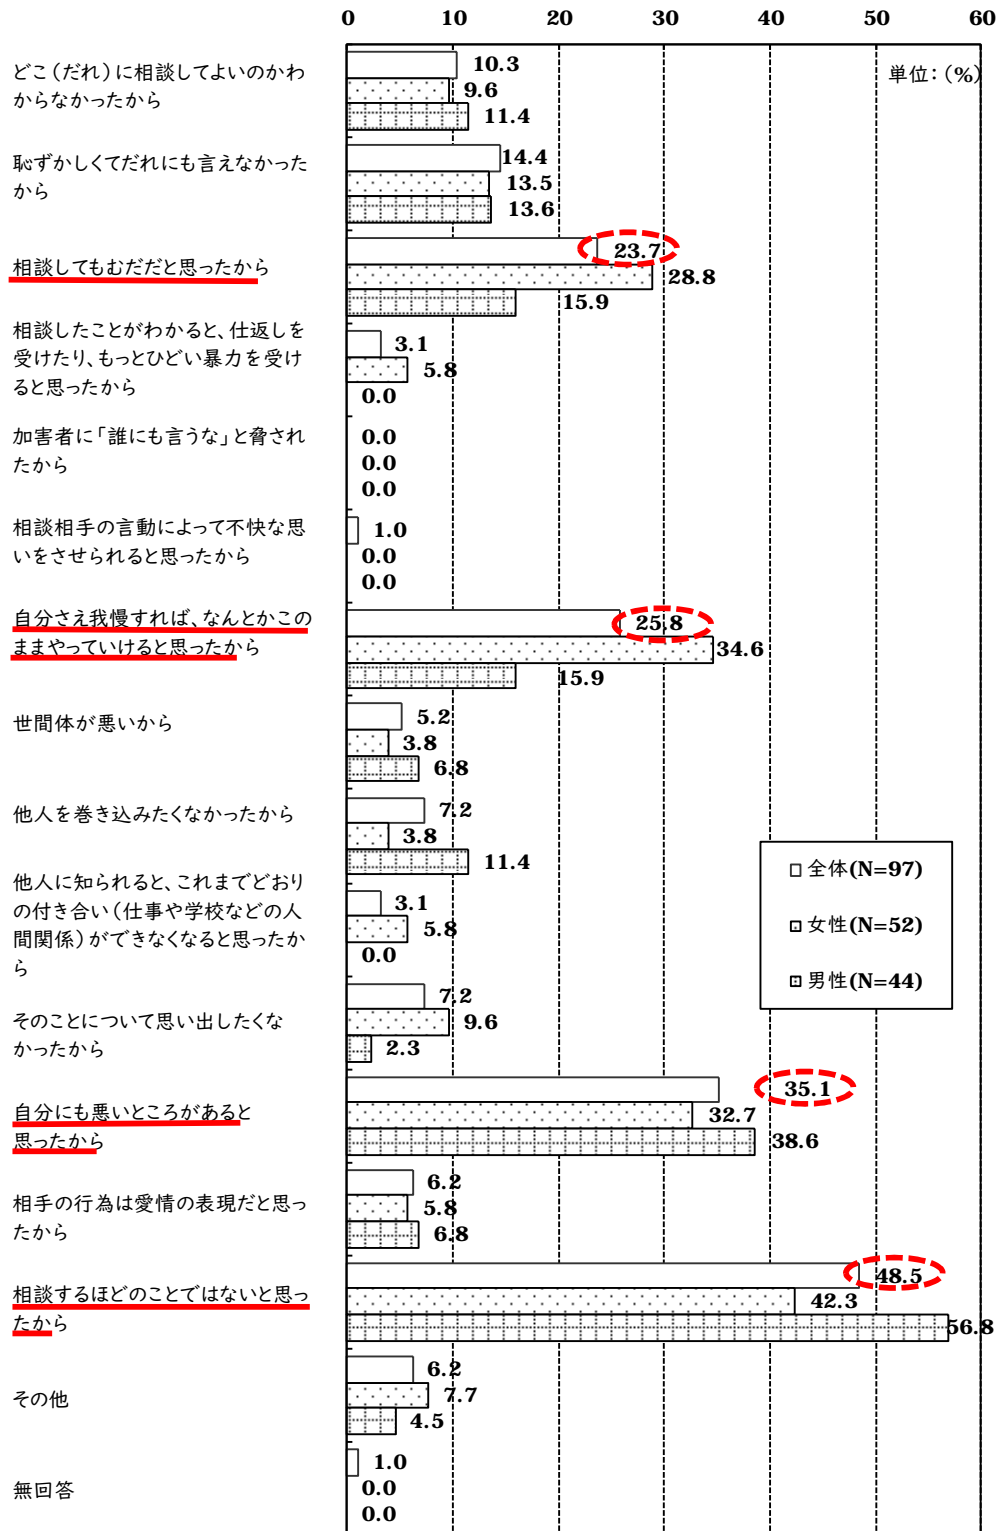 0 10 20 30 40 50 60
単位：（%）
どこ（だれ）に相談してよいのかわ
からなかったから
10.3
9.6
11.4
恥ずかしくてだれにも言えなかった
から
14.4
13.5
13.6
相談してもむだだと思ったから
23.7
28.8
15.9
相談したことがわかると、仕返しを
受けたり、もっとひどい暴力を受け
ると思ったから
3.1
5.8
0.0
加害者に「誰にも言うな」と脅され
たから
0.0
0.0
0.0
相談相手の言動によって不快な思
いをさせられると思ったから
1.0
0.0
0.0
自分さえ我慢すれば、なんとかこの
ままやっていけると思ったから
25.8
34.6
15.9
世間体が悪いから
5.2
3.8
6.8
他人を巻き込みたくなかったから
7.2
3.8
11.4
他人に知られると、これまでどおり
の付き合い（仕事や学校などの人
間関係）ができなくなると思ったか
ら
3.1
5.8
0.0
そのことについて思い出したくな
かったから
7.2
9.6
2.3
自分にも悪いところがあると
思ったから
35.1
32.7
38.6
相手の行為は愛情の表現だと思っ
たから
6.2
5.8
6.8
相談するほどのことではないと思っ
たから
48.5
42.3
56.8
その他
6.2
7.7
4.5
無回答
1.0
0.0
0.0
全体(N=97)
女性(N=52)
男性(N=44)